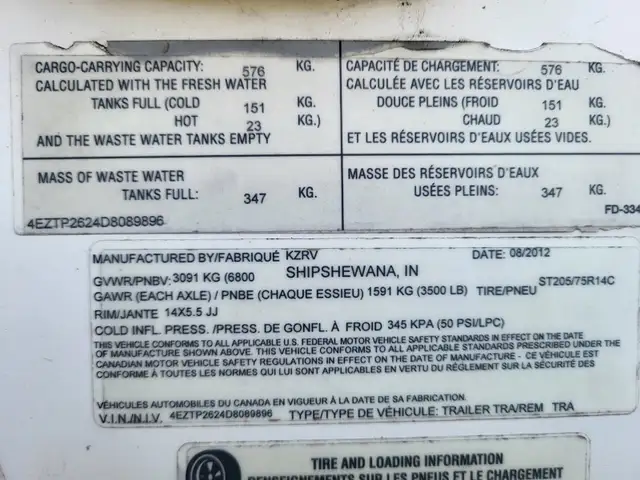 CARGO-CARRYING CAPACITY: 576 KG.
CALCULATED WITH THE FRESH WATER
TANKS FULL (COLD 151 KG.
HOT 23 KG.)
AND THE WASTE WATER TANKS EMPTY
MASS OF WASTE WATER
TANKS FULL: 347 KG.
4EZTP2624D8089896
CAPACITÉ DE CHARGEMENT: 576 KG.
CALCULÉE AVEC LES RÉSERVOIRS D'EAU
DOUCE PLEINS (FROID 151 KG.
CHAUD 23 KG.)
ET LES RÉSERVOIRS D'EAUX USÉES VIDES.
MASSE DES RÉSERVOIRS D'EAUX
USÉES PLEINS: 347 KG.
FD-334
MANUFACTURED BY/FABRIQUÉ KZRV DATE: 08/2012
GVWR/PNBV: 3091 KG (6800 SHIPSHEWANA, IN
GAWR (EACH AXLE) / PNBE (CHAQUE ESSIEU) 1591 KG (3500 LB) TIRE/PNEU ST205/75R14C
RIM/JANTE 14X5.5 JJ
COLD INFL. PRESS. /PRESS. DE GONFL. À FROID 345 KPA (50 PSI/LPC)
THIS VEHICLE CONFORMS TO ALL APPLICABLE U.S. FEDERAL MOTOR VEHICLE SAFETY STANDARDS IN EFFECT ON THE DATE
OF MANUFACTURE SHOWN ABOVE. THIS VEHICLE CONFORMS TO ALL APPLICABLE STANDARDS PRESCRIBED UNDER THE
CANADIAN MOTOR VEHICLE SAFETY REGULATIONS IN EFFECT ON THE DATE OF MANUFACTURE - CE VÉHICULE EST
CONFORME À TOUTES LES NORMES QUI LUI SONT APPLICABLES EN VERTU DU RÉGLEMENT SUR LA SÉCURITÉ DES
VÉHICULES AUTOMOBILES DU CANADA EN VIGUEUR À LA DATE DE SA FABRICATION.
V.I.N./N.I.V. 4EZTP2624D8089896 TYPE/TYPE DE VÉHICULE: TRAILER TRA/REM TRA
TIRE AND LOADING INFORMATION
RENSEIGNEMENTS SUR LES PNEUS ET LE CHARGEMENT